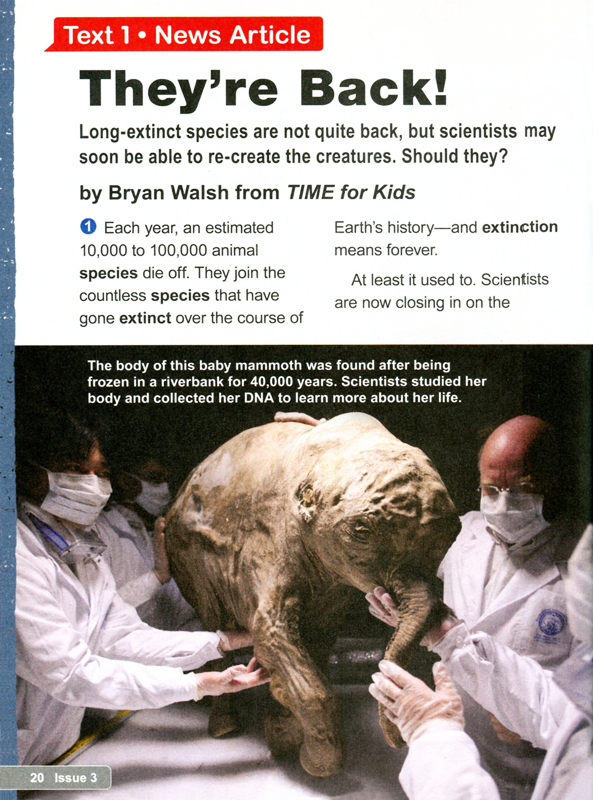 Text 1 • News Article
They're Back!
Long-extinct species are not quite back, but scientists may
soon be able to re-create the creatures. Should they?
by Bryan Walsh from TIME for Kids
1 Each year, an estimated
10,000 to 100,000 animal
species die off. They join the
countless species that have
gone extinct over the course of
Earth's history—and extinction
means forever.
At least it used to. Scientists
are now closing in on the
The body of this baby mammoth was found after being
frozen in a riverbank for 40,000 years. Scientists studied her
body and collected her DNA to learn more about her life.
20 Issue 3